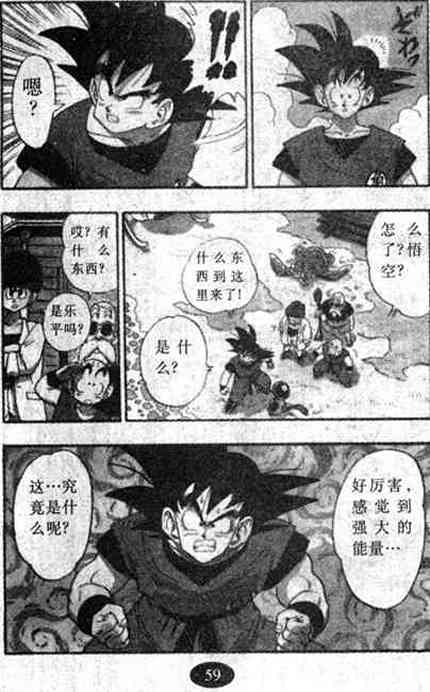 ぞわっ
!!
嗯?
怎么
了?悟
空?
什么东
西到这
里来了!
是什
么?
哎?有
什么
东西?
是乐
平吗?
好厉害,
感觉到
强大的
能量…
这…究
竟是什
么呢?
59